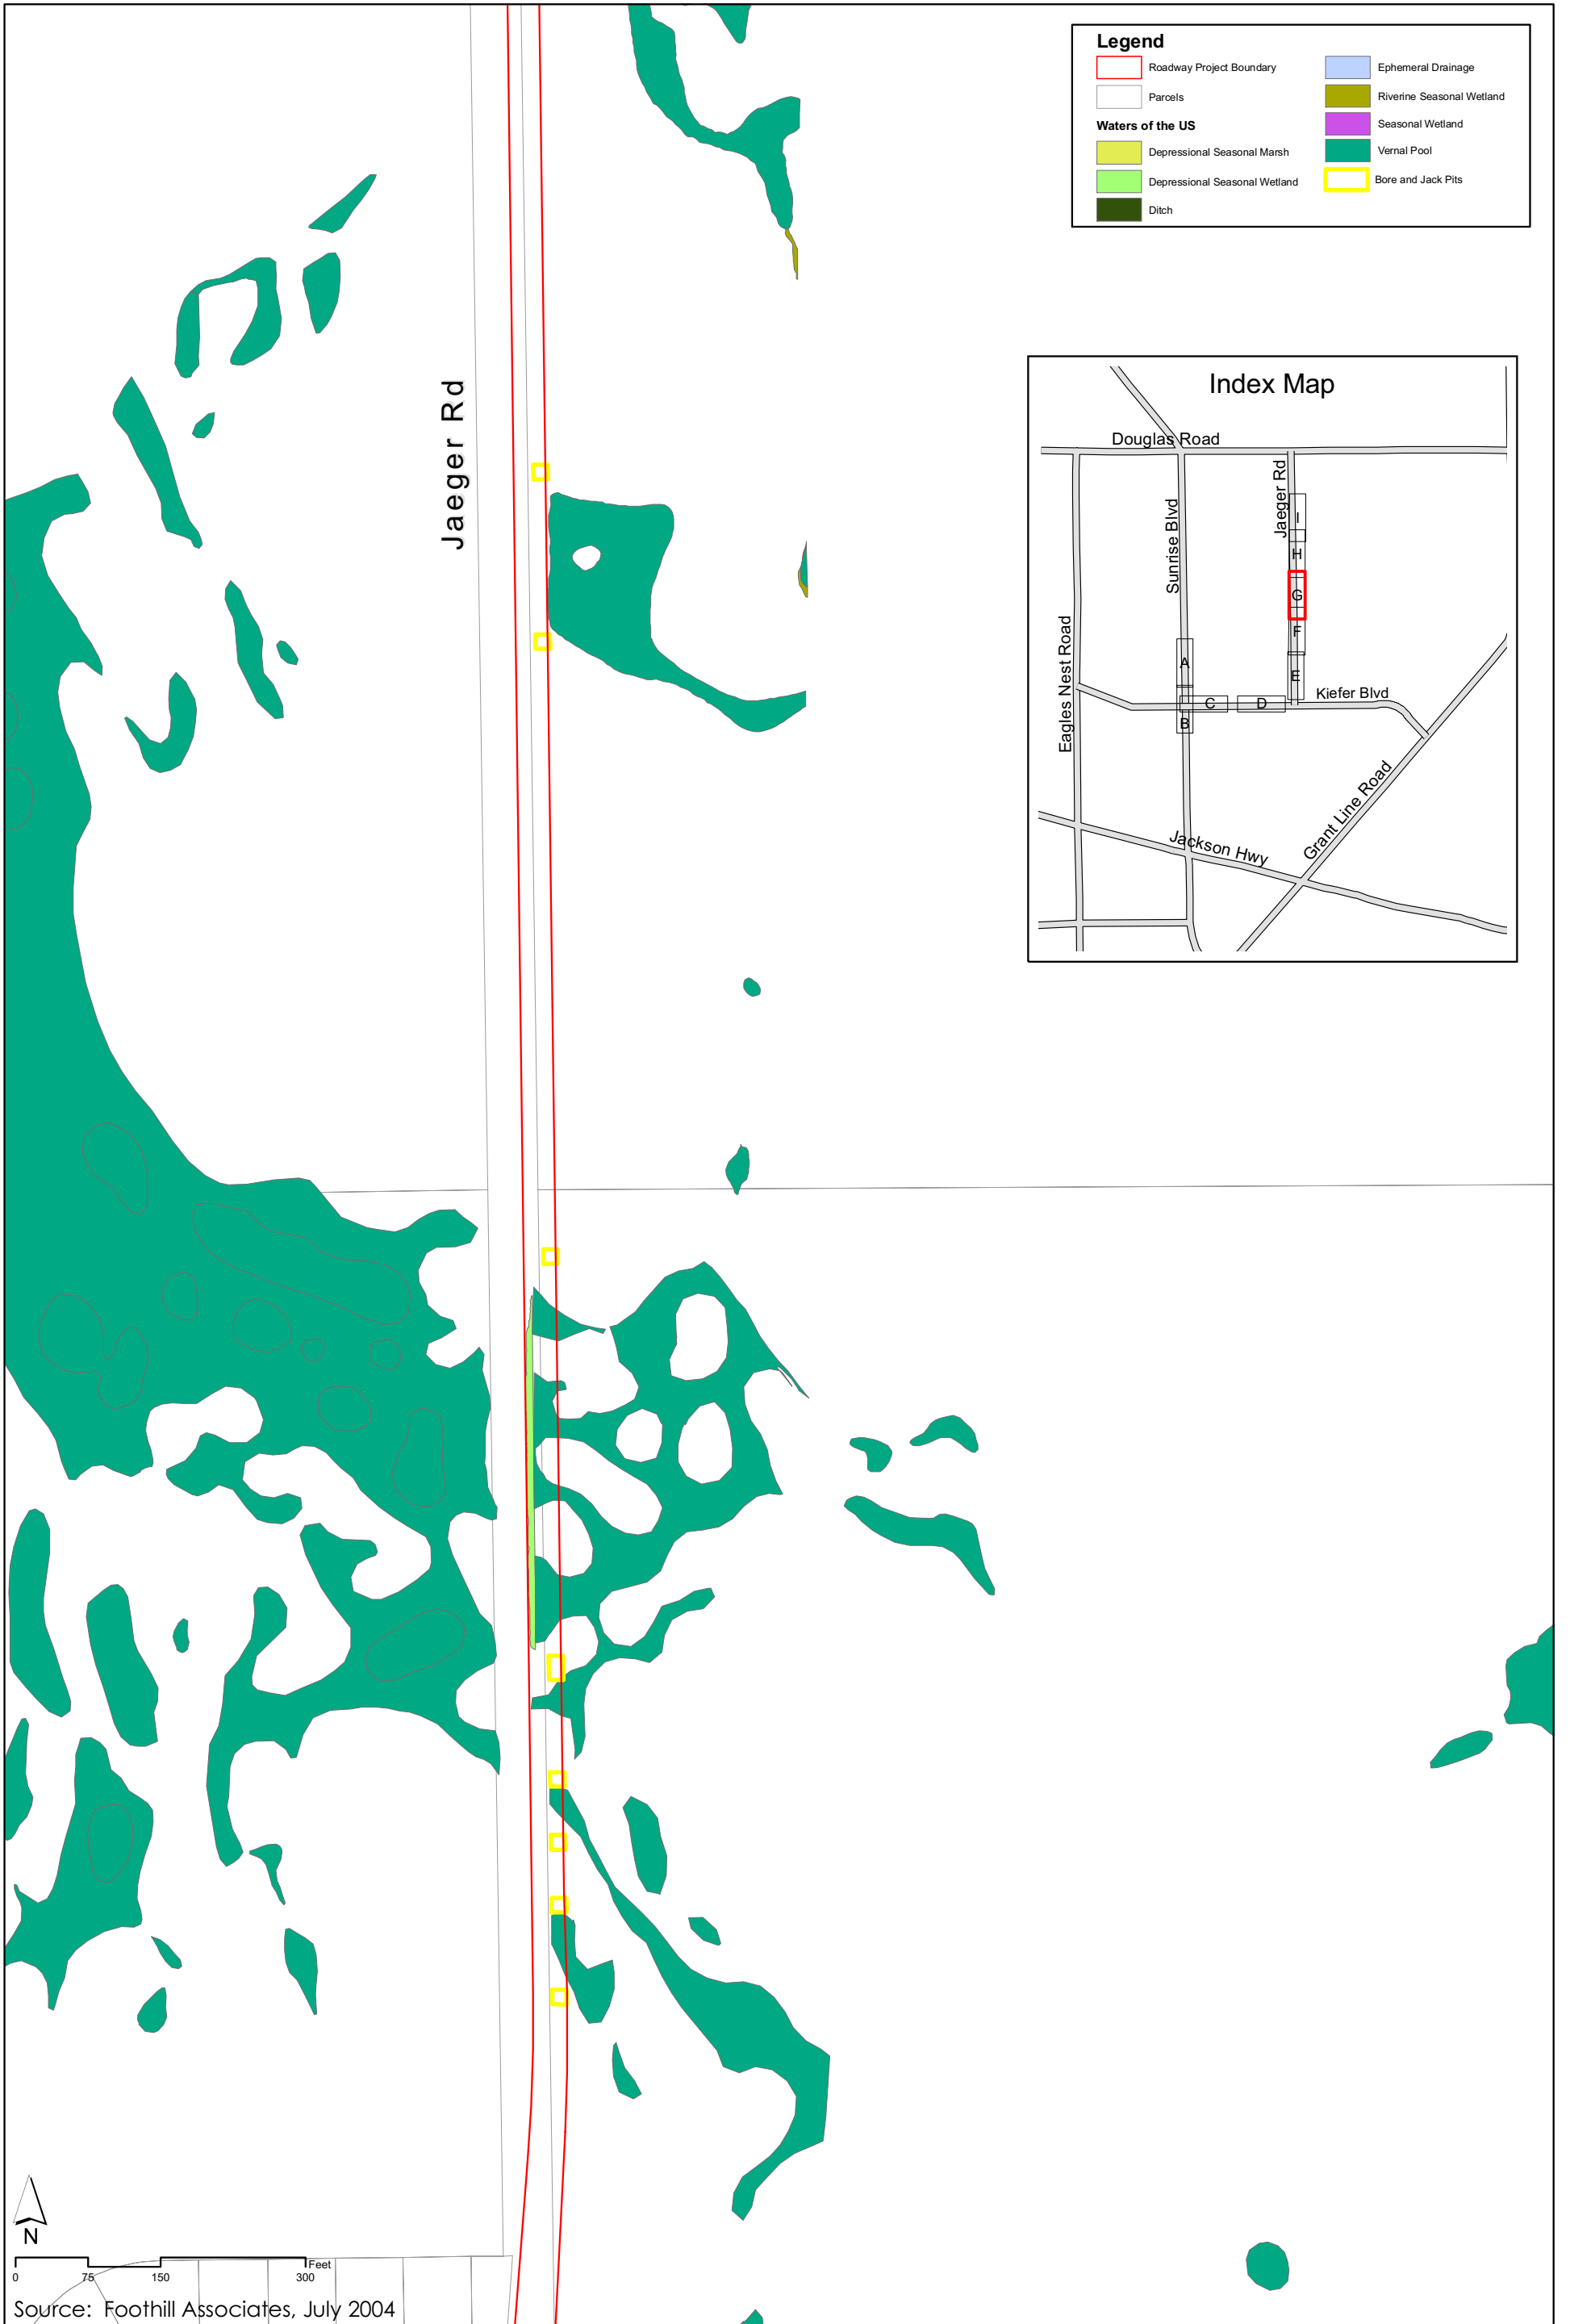 Legend
Roadway Project Boundary
Parcels
Waters of the US
Depressional Seasonal Marsh
Depressional Seasonal Wetland
Ditch
Ephemeral Drainage
Riverine Seasonal Wetland
Seasonal Wetland
Vernal Pool
Bore and Jack Pits
Jaeger Rd
Index Map
Douglas Road
Jaeger Rd
Sunrise Blvd
Eagles Nest Road
I
H
G
F
E
A
C
D
B
Kiefer Blvd
Grant Line Road
Jackson Hwy
N
Feet
0 75 150 300
Source: Foothill Associates, July 2004